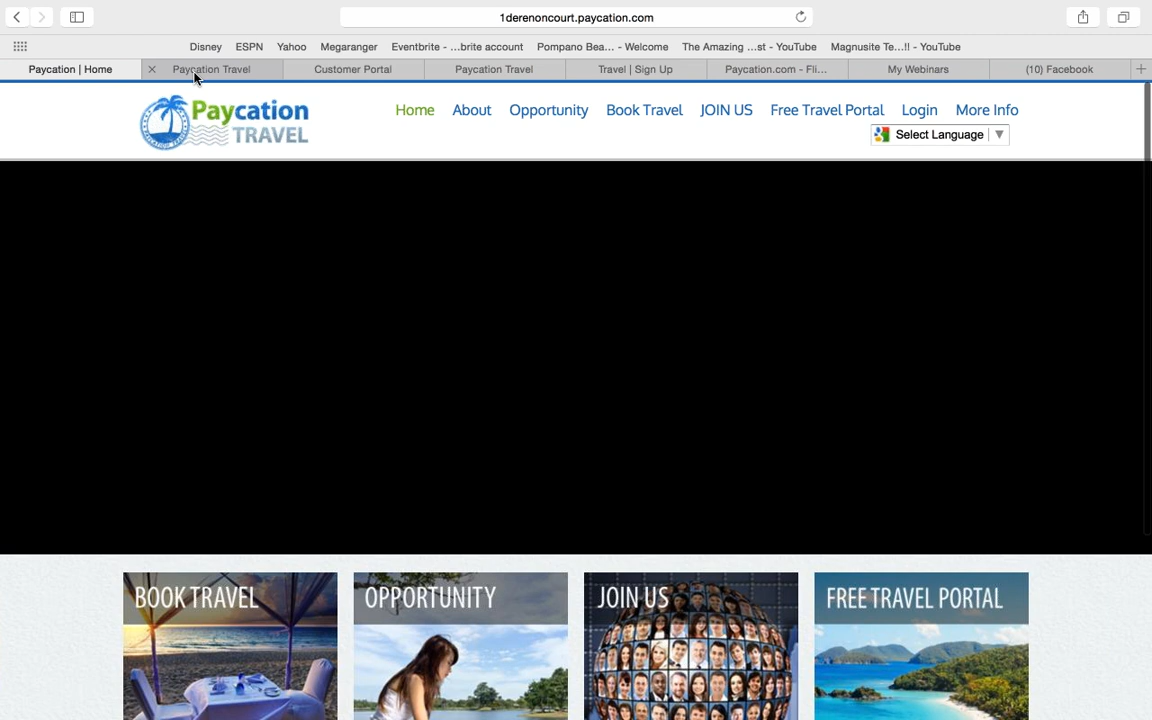 1derenoncourt.paycation.com
Disney ESPN Yahoo Megaranger Eventbrite - ...brite account Pompano Bea... - Welcome The Amazing ...st - YouTube Magnusite Te...!! - YouTube
Paycation | Home Paycation Travel Customer Portal Paycation Travel Travel | Sign Up Paycation.com - Fli... My Webinars (10) Facebook
Paycation TRAVEL
Home About Opportunity Book Travel JOIN US Free Travel Portal Login More Info
Select Language
BOOK TRAVEL OPPORTUNITY JOIN US FREE TRAVEL PORTAL